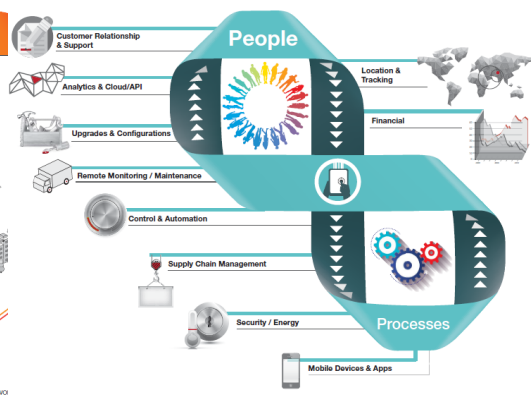 Customer Relationship
& Support
People
Location &
Tracking
Analytics & Cloud/API
Financial
Upgrades & Configurations
Remote Monitoring / Maintenance
Control & Automation
Supply Chain Management
Security / Energy
Processes
Mobile Devices & Apps